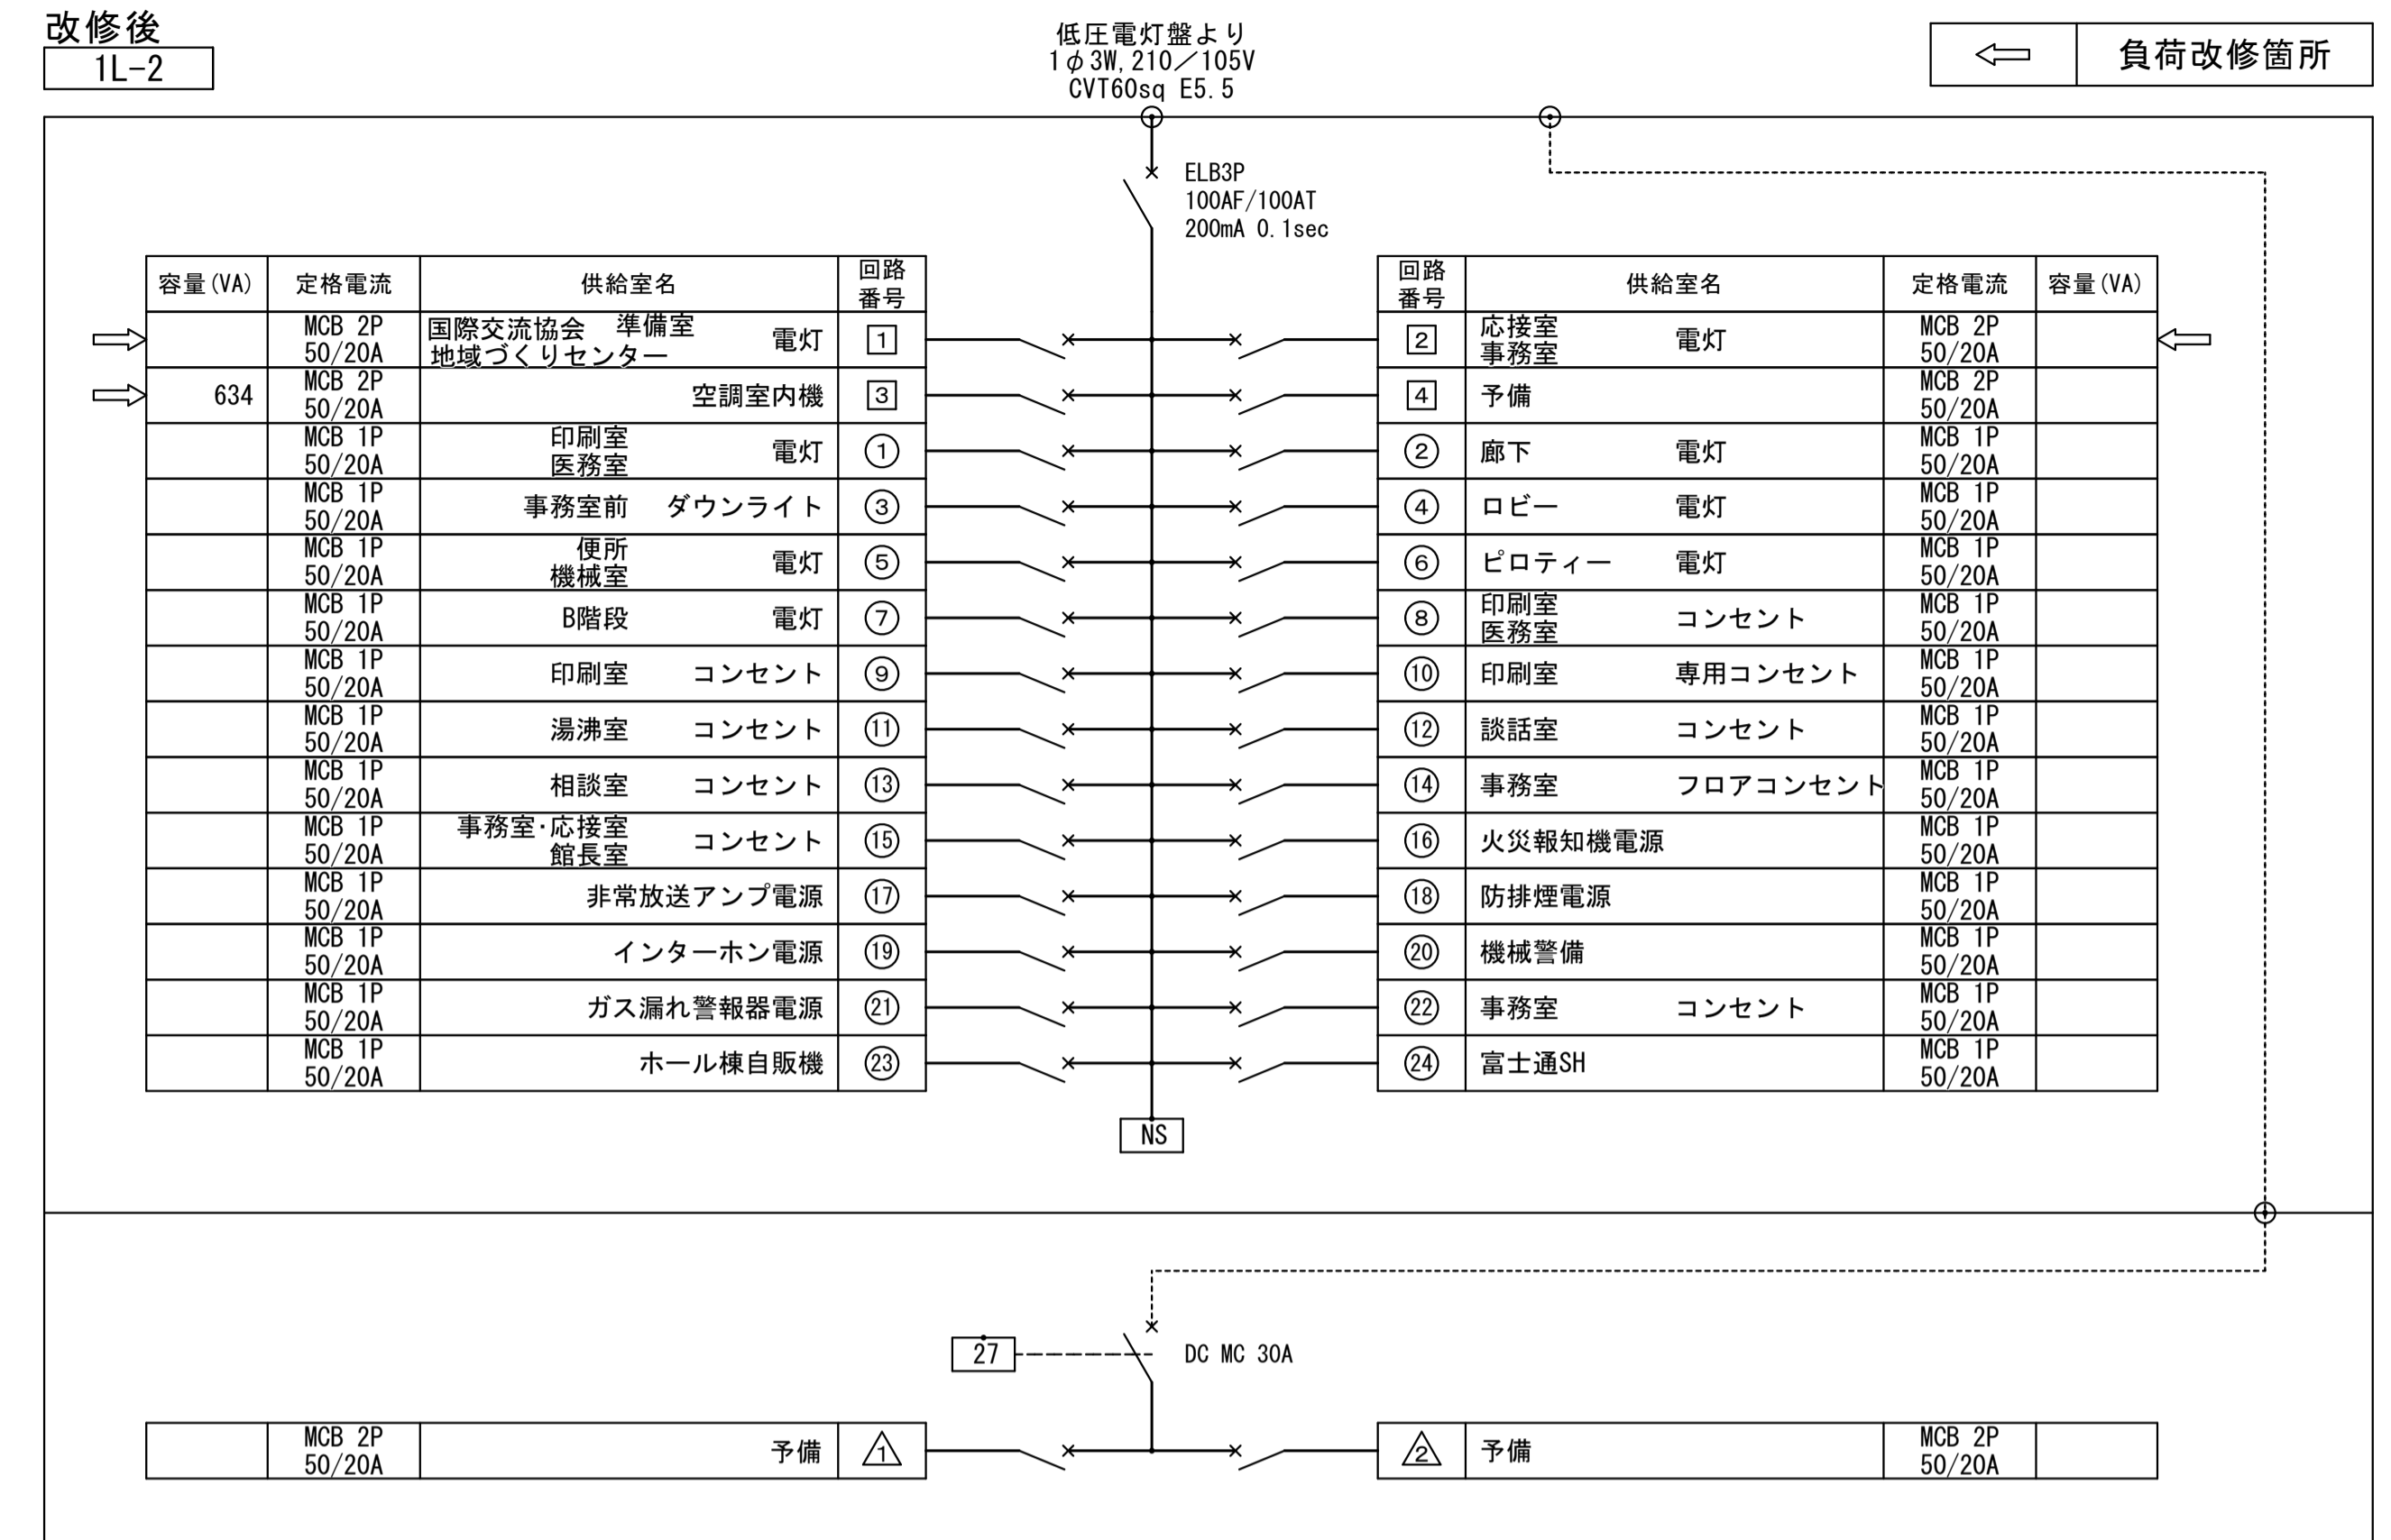 改修後
1L-2
低圧電灯盤より
1φ3W,210／105V
CVT60sq E5.5
負荷改修箇所
ELB3P
100AF/100AT
200mA 0.1sec
容量(VA) 定格電流 供給室名 回路番号
MCB 2P 50/20A 国際交流協会 準備室 地域づくりセンター 電灯 1
634 MCB 2P 50/20A 空調室内機 3
MCB 1P 50/20A 印刷室 医務室 電灯 ①
MCB 1P 50/20A 事務室前 ダウンライト ③
MCB 1P 50/20A 便所 機械室 電灯 ⑤
MCB 1P 50/20A B階段 電灯 ⑦
MCB 1P 50/20A 印刷室 コンセント ⑨
MCB 1P 50/20A 湯沸室 コンセント ⑪
MCB 1P 50/20A 相談室 コンセント ⑬
MCB 1P 50/20A 事務室･応接室 館長室 コンセント ⑮
MCB 1P 50/20A 非常放送アンプ電源 ⑰
MCB 1P 50/20A インターホン電源 ⑲
MCB 1P 50/20A ガス漏れ警報器電源 ㉑
MCB 1P 50/20A ホール棟自販機 ㉓
回路番号 供給室名 定格電流 容量(VA)
2 応接室 事務室 電灯 MCB 2P 50/20A
4 予備 MCB 2P 50/20A
② 廊下 電灯 MCB 1P 50/20A
④ ロビー 電灯 MCB 1P 50/20A
⑥ ピロティー 電灯 MCB 1P 50/20A
⑧ 印刷室 医務室 コンセント MCB 1P 50/20A
⑩ 印刷室 専用コンセント MCB 1P 50/20A
⑫ 談話室 コンセント MCB 1P 50/20A
⑭ 事務室 フロアコンセント MCB 1P 50/20A
⑯ 火災報知機電源 MCB 1P 50/20A
⑱ 防排煙電源 MCB 1P 50/20A
⑳ 機械警備 MCB 1P 50/20A
㉒ 事務室 コンセント MCB 1P 50/20A
㉔ 富士通SH MCB 1P 50/20A
NS
27
DC MC 30A
MCB 2P 50/20A 予備 1
2 予備 MCB 2P 50/20A